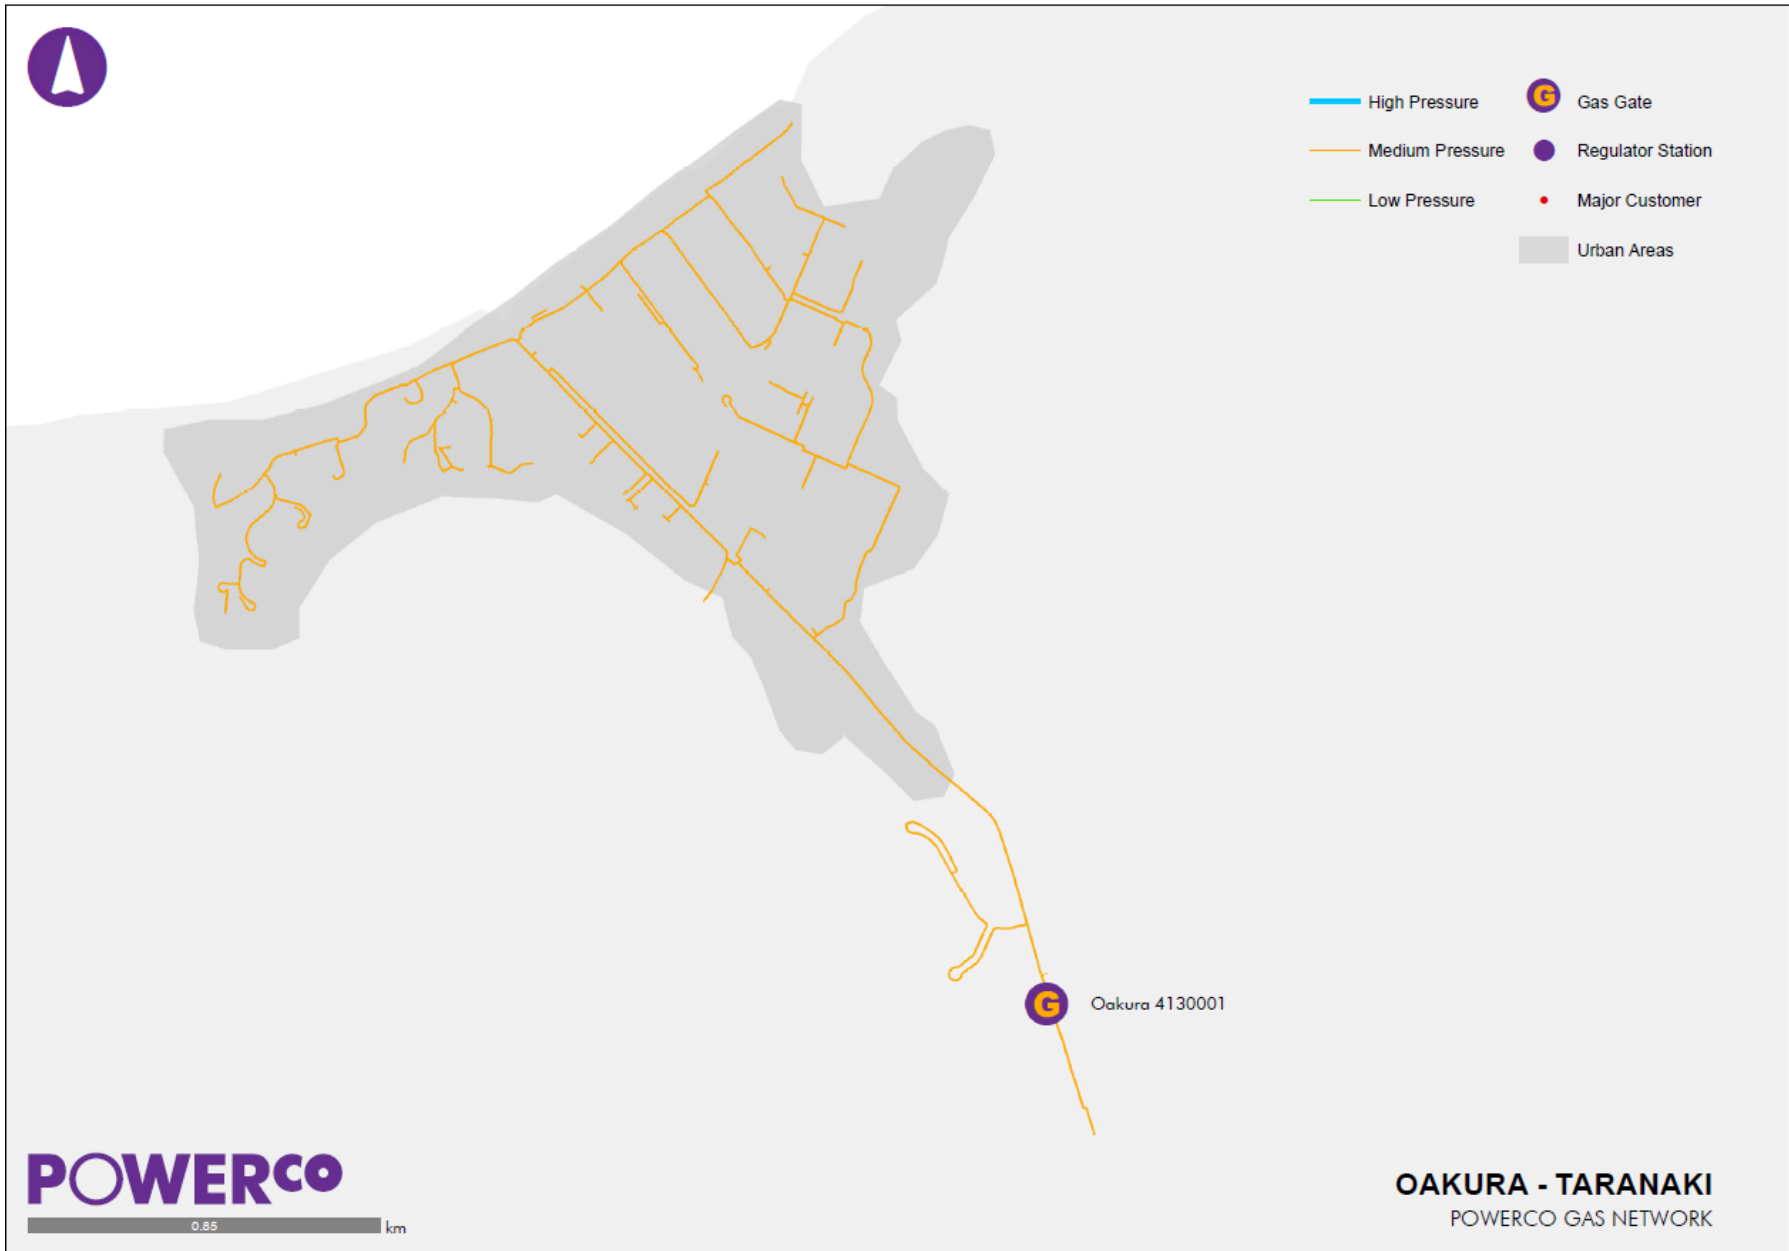 High Pressure
G
Gas Gate
Medium Pressure
Regulator Station
Low Pressure
Major Customer
Urban Areas
G
Oakura 4130001
POWERCO
0.85
km
OAKURA - TARANAKI
POWERCO GAS NETWORK